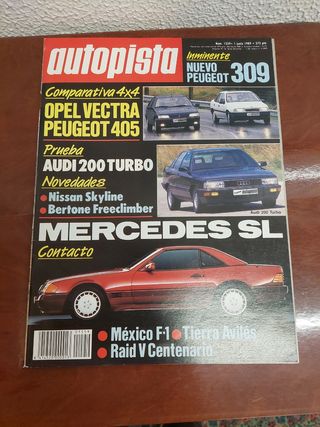 autopista
Núm. 1559 • 1 junio 1989 • 275 pts
Inminente
NUEVO
PEUGEOT 309
Comparativa 4x4
OPEL VECTRA
PEUGEOT 405
Prueba
AUDI 200 TURBO
Novedades
• Nissan Skyline
• Bertone Freeclimber
Audi 200 Turbo
MERCEDES SL
Contacto
• México F-1 • Tierra Avilés
• Raid V Centenario